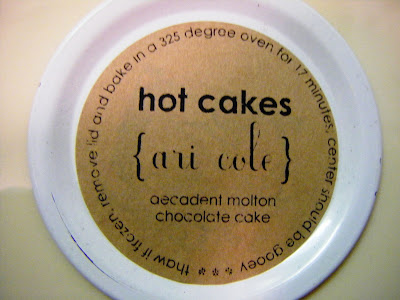 hot cakes
{ari cole}
decadent molton
chocolate cake
**** thaw if frozen. remove lid and bake in a 325 degree oven for 17 minutes, center should be gooey